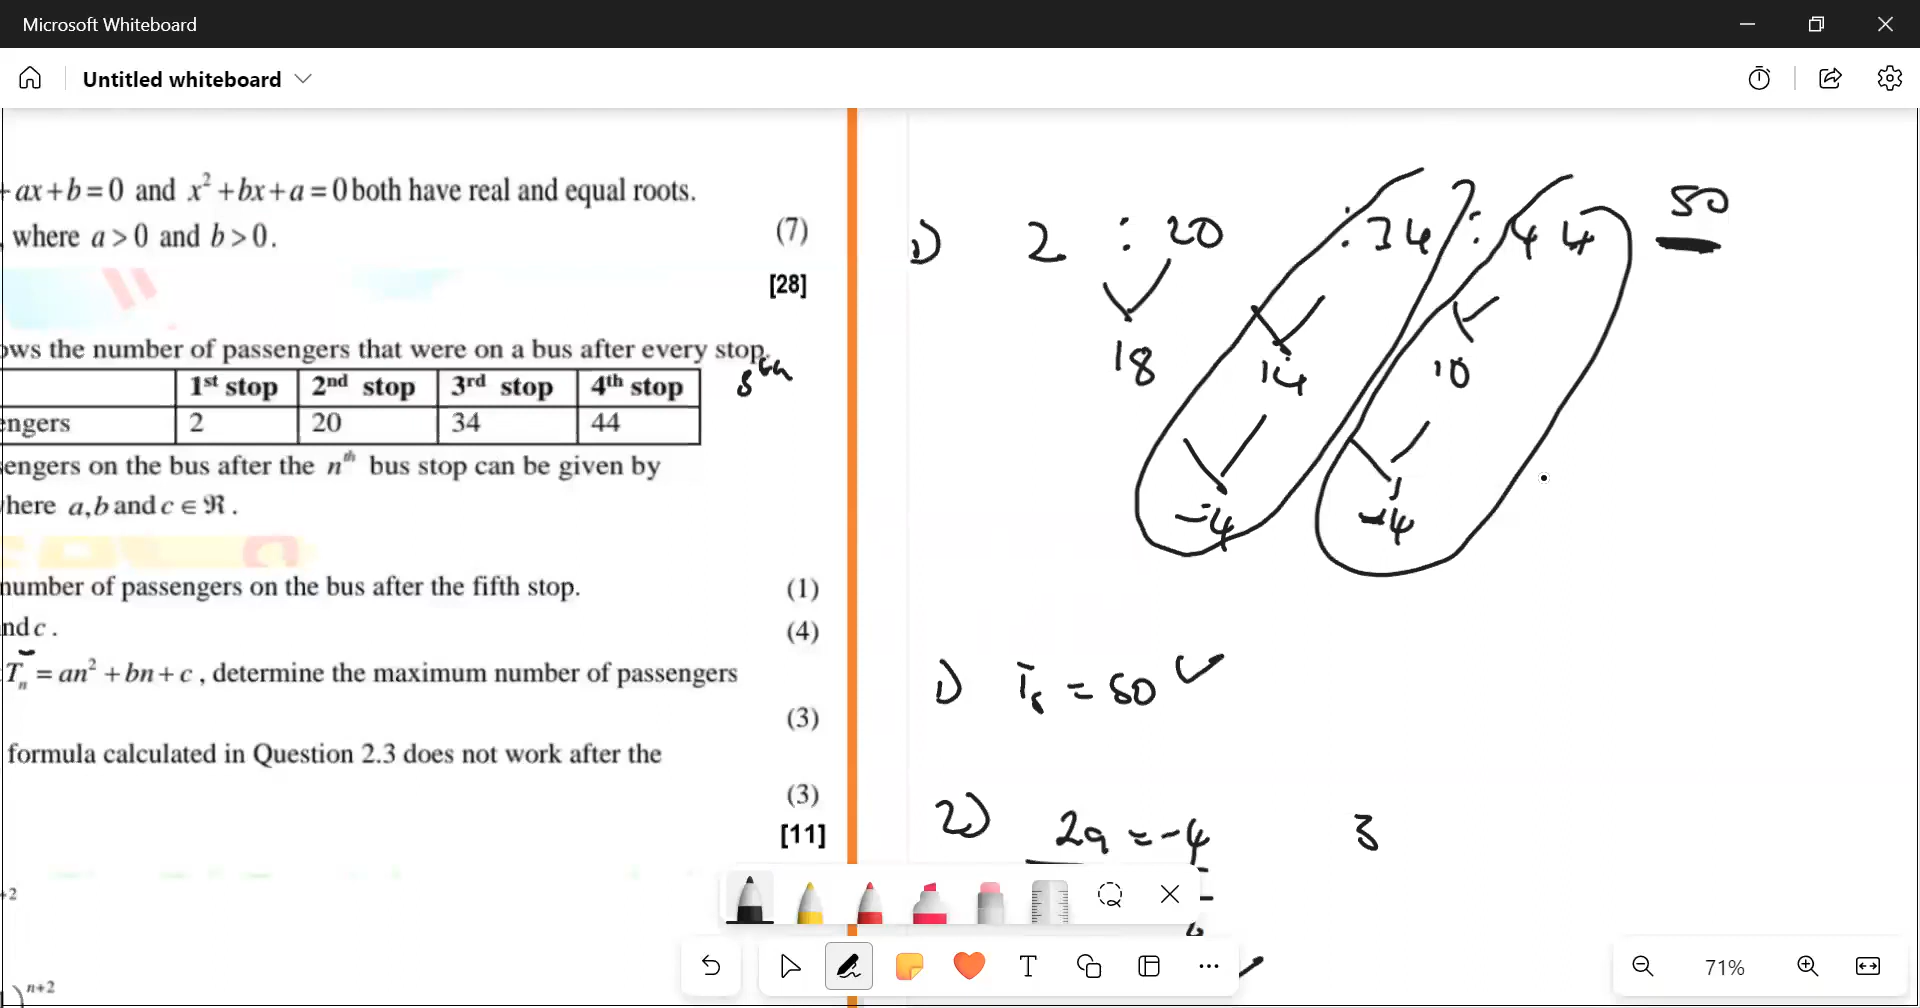 Microsoft Whiteboard
Untitled whiteboard
ax + b = 0 and x² + bx + a = 0 both have real and equal roots.
, where a > 0 and b > 0. (7)
[28]
ows the number of passengers that were on a bus after every stop.
1st stop 2nd stop 3rd stop 4th stop 5th
engers 2 20 34 44
sengers on the bus after the nth bus stop can be given by
here a, b and c ∈ ℜ.
number of passengers on the bus after the fifth stop. (1)
nd c. (4)
Tn = an² + bn + c, determine the maximum number of passengers
(3)
formula calculated in Question 2.3 does not work after the
(3)
[11]
+2
)n+2
1) 2 ; 20 ; 34 ; 44 50
18 14 10
-4 -4
1) T5 = 50 ✓
2) 2a = -4 3
71%